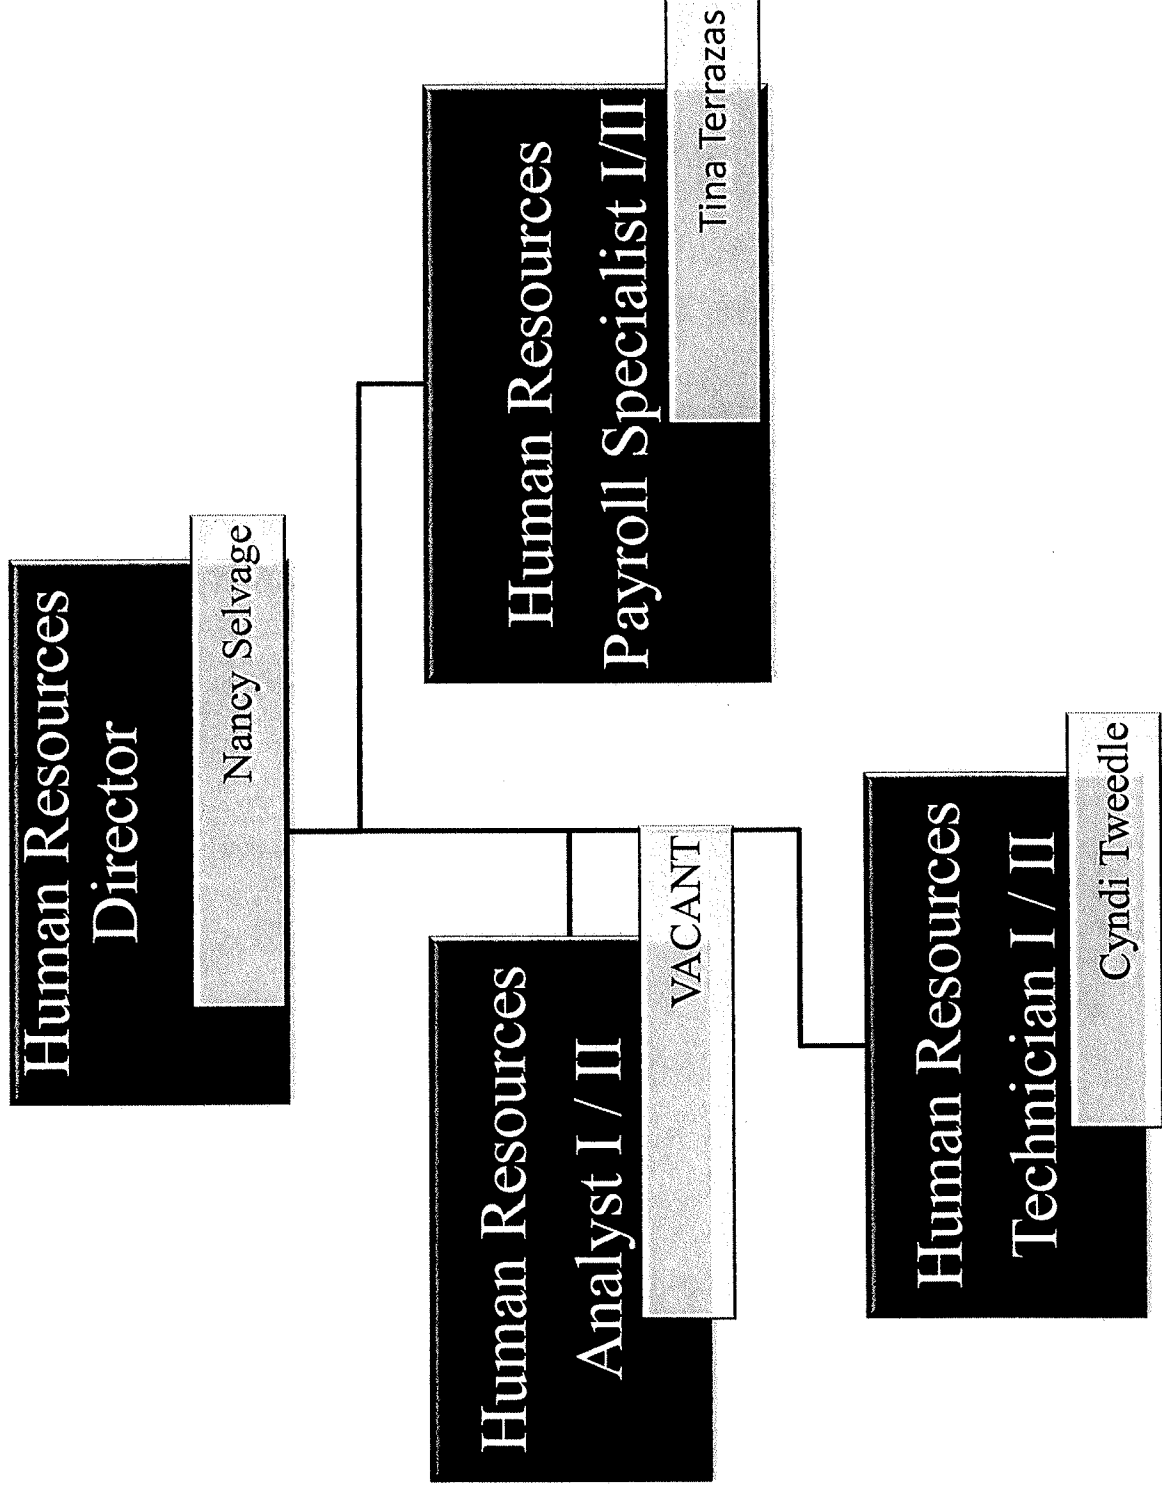 Human Resources
Director
Nancy Selvage
Human Resources
Analyst I / II
VACANT
Human Resources
Payroll Specialist I/II
Tina Terrazas
Human Resources
Technician I / II
Cyndi Tweedle